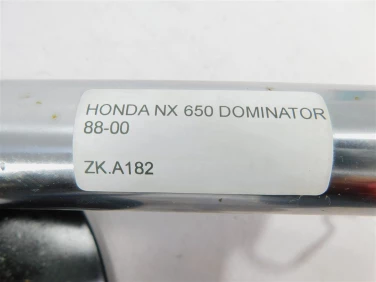 HONDA NX 650 DOMINATOR
88-00
ZK.A182